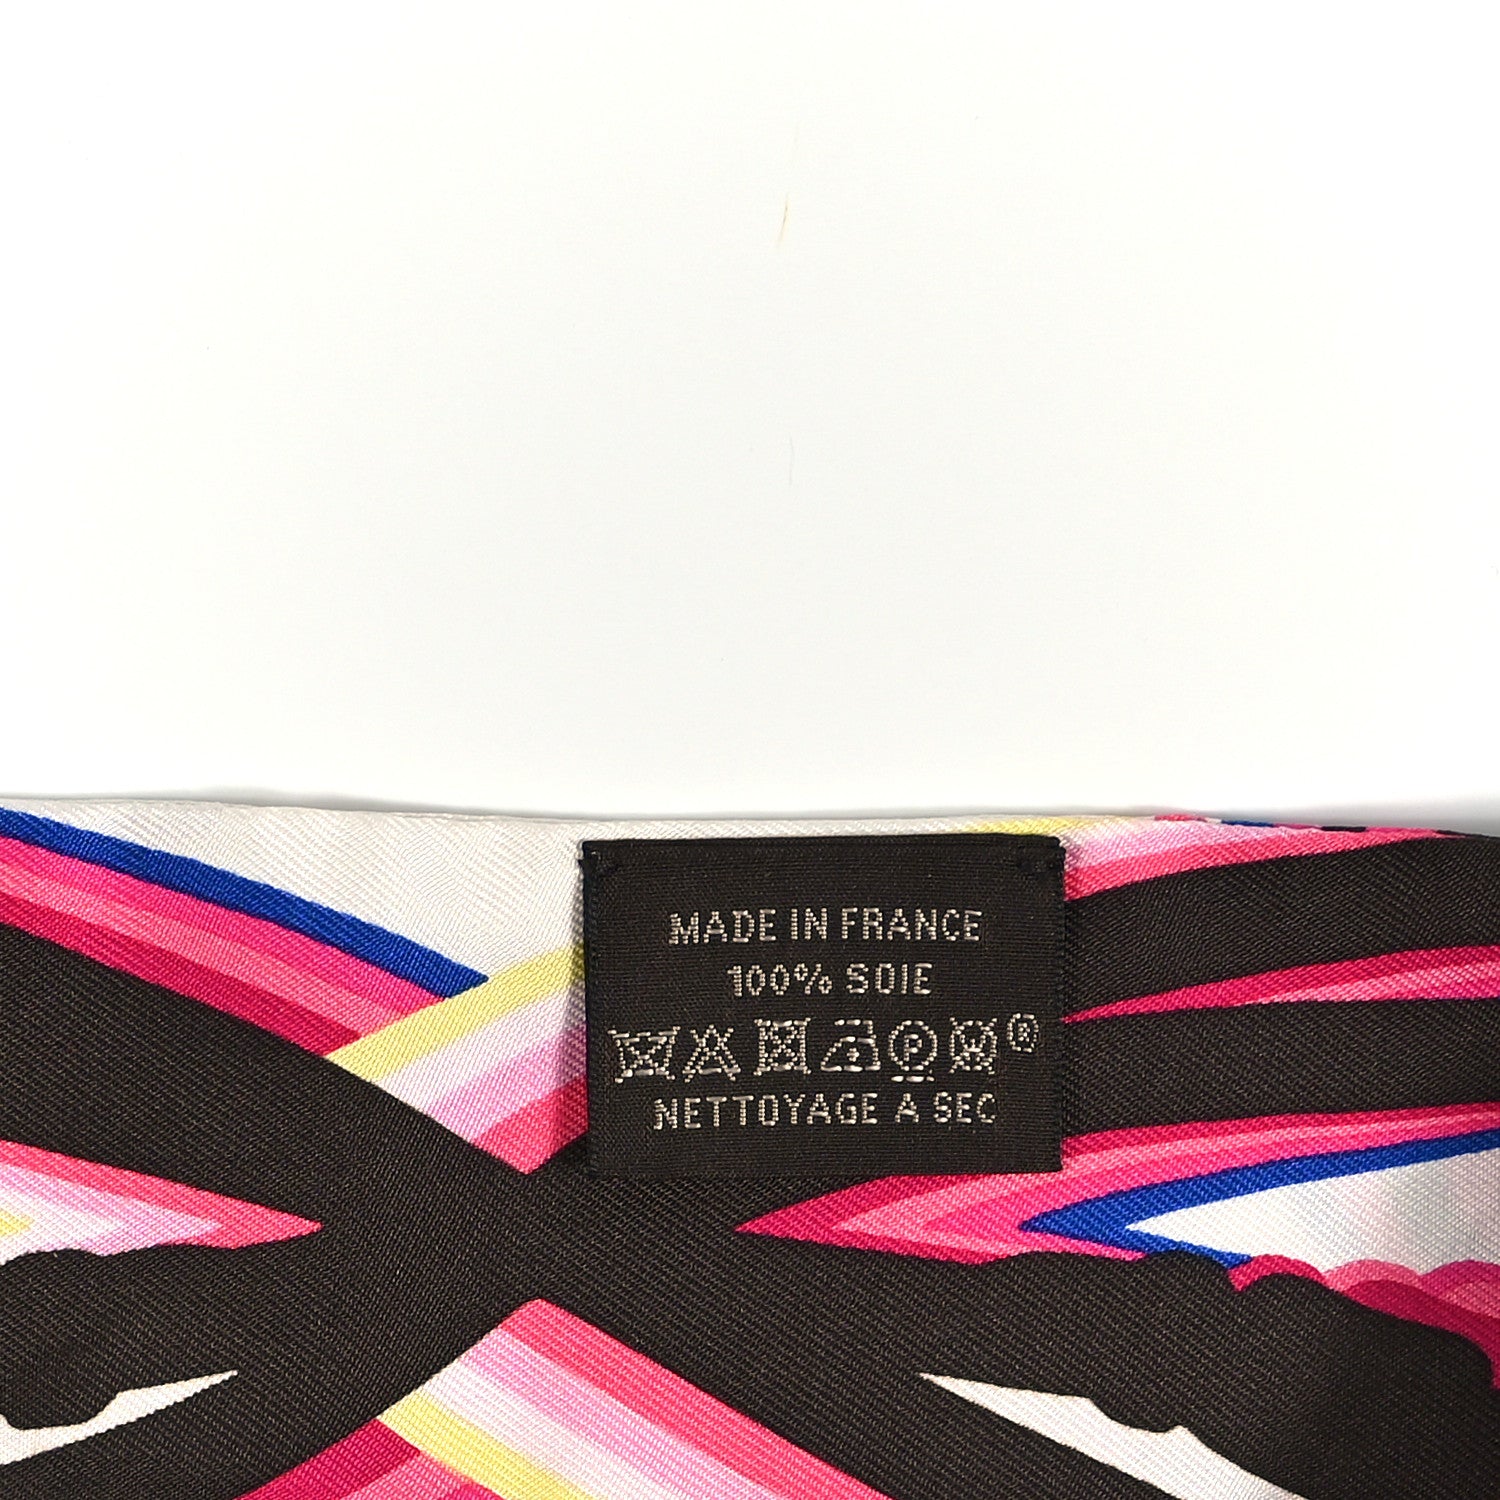 MADE IN FRANCE
100% SOIE
P W ®
NETTOYAGE A SEC